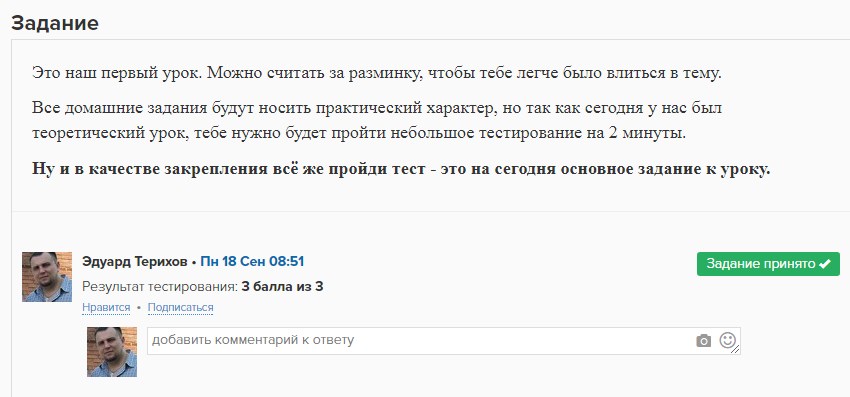 Задание
Это наш первый урок. Можно считать за разминку, чтобы тебе легче было влиться в тему.
Все домашние задания будут носить практический характер, но так как сегодня у нас был
теоретический урок, тебе нужно будет пройти небольшое тестирование на 2 минуты.
Ну и в качестве закрепления всё же пройди тест - это на сегодня основное задание к уроку.
Эдуард Терихов • Пн 18 Сен 08:51
Задание принято ✔
Результат тестирования: 3 балла из 3
Нравится • Подписаться
добавить комментарий к ответу